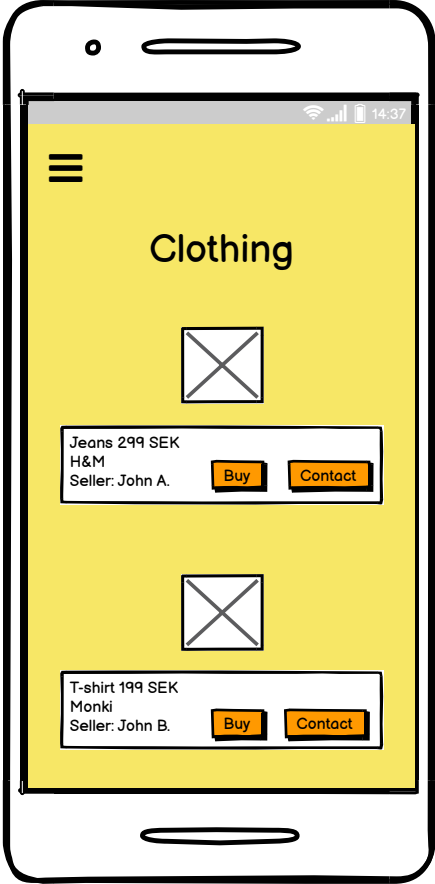 14:37
Clothing
Jeans 299 SEK
H&M
Seller: John A.
Buy
Contact
T-shirt 199 SEK
Monki
Seller: John B.
Buy
Contact